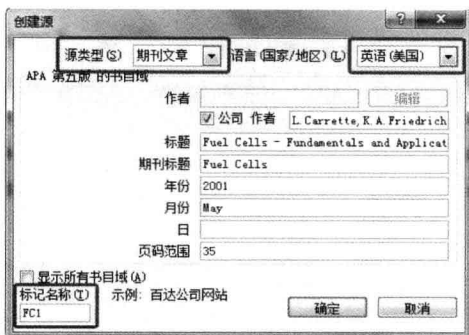 创建源
源类型(S) 期刊文章 语言(国家/地区)(L) 英语(美国)
APA 第五版 的书目域
作者 编辑
公司 作者 L.Carrette,K.A.Friedrich
标题 Fuel Cells - Fundamentals and Applicat
期刊标题 Fuel Cells
年份 2001
月份 May
日
页码范围 35
显示所有书目域(A)
标记名称(T) 示例: 百达公司网站
FC1
确定 取消